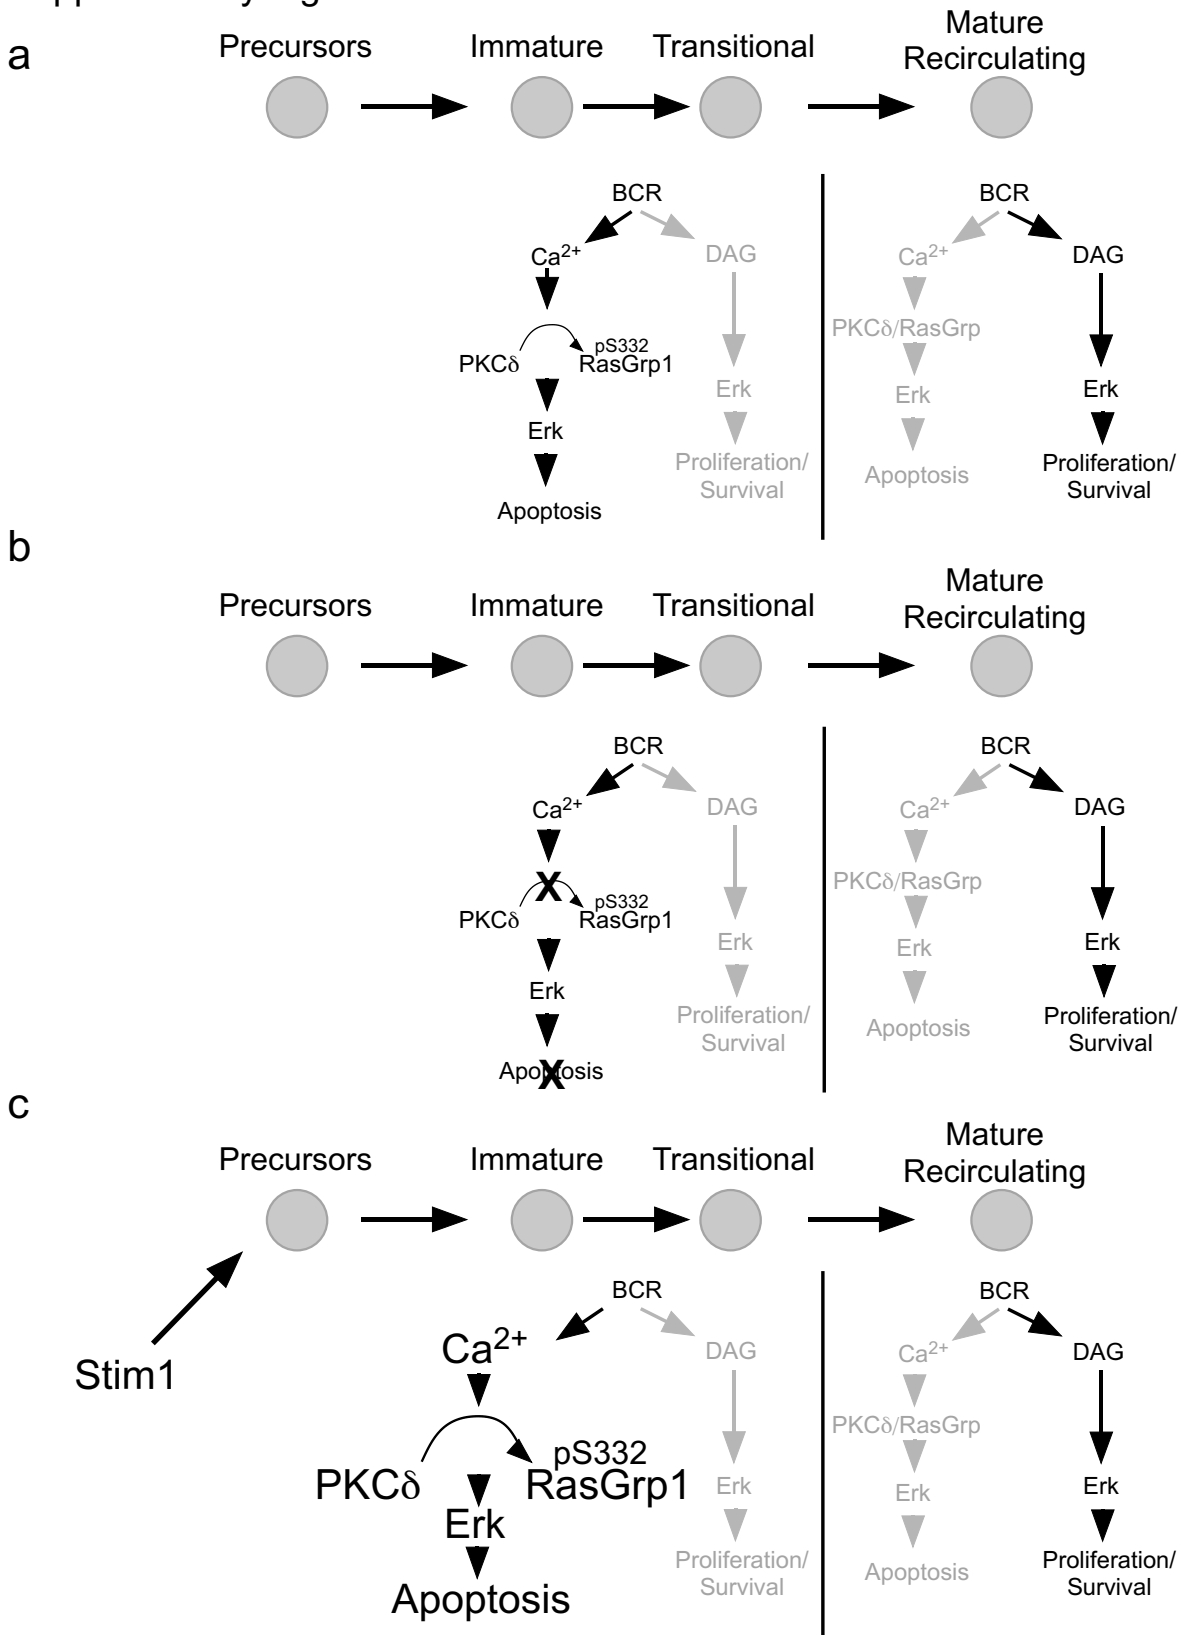 a
Precursors
Immature
Transitional
Mature
Recirculating
BCR
Ca2+
DAG
PKCδ
pS332
RasGrp1
Erk
Erk
Apoptosis
Proliferation/
Survival
BCR
Ca2+
DAG
PKCδ/RasGrp
Erk
Erk
Apoptosis
Proliferation/
Survival
b
Precursors
Immature
Transitional
Mature
Recirculating
BCR
Ca2+
DAG
X
PKCδ
pS332
RasGrp1
Erk
Erk
Apoptosis
X
Proliferation/
Survival
BCR
Ca2+
DAG
PKCδ/RasGrp
Erk
Erk
Apoptosis
Proliferation/
Survival
c
Precursors
Immature
Transitional
Mature
Recirculating
Stim1
BCR
Ca2+
DAG
PKCδ
pS332
RasGrp1
Erk
Erk
Apoptosis
Proliferation/
Survival
BCR
Ca2+
DAG
PKCδ/RasGrp
Erk
Erk
Apoptosis
Proliferation/
Survival